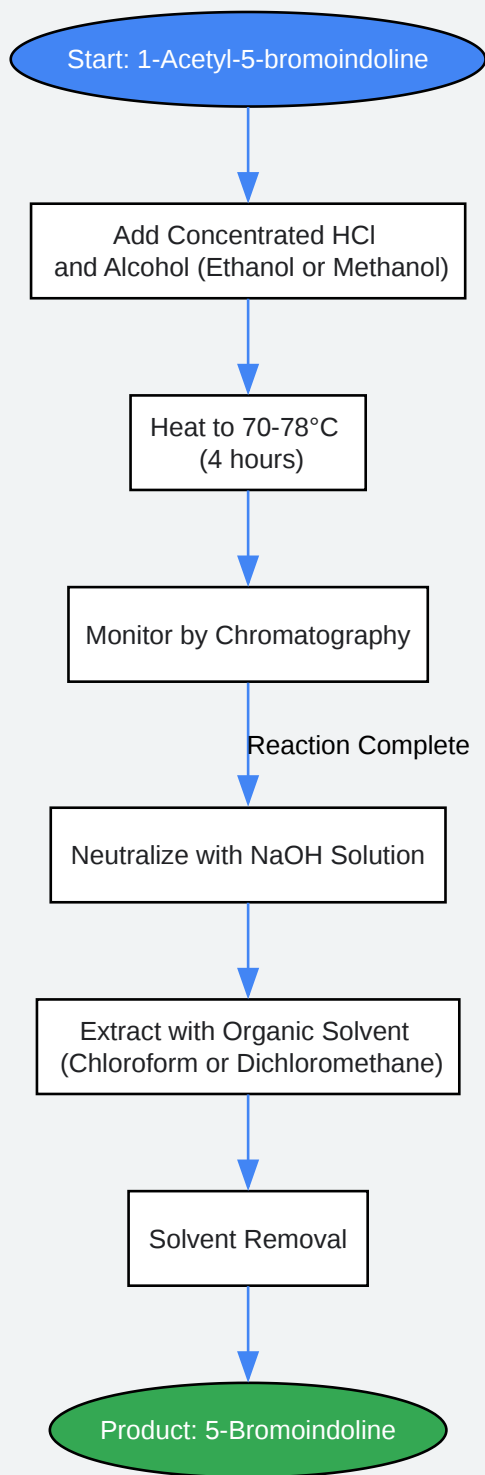 Start: 1-Acetyl-5-bromoindoline
Add Concentrated HCl
and Alcohol (Ethanol or Methanol)
Heat to 70-78°C
(4 hours)
Monitor by Chromatography
Reaction Complete
Neutralize with NaOH Solution
Extract with Organic Solvent
(Chloroform or Dichloromethane)
Solvent Removal
Product: 5-Bromoindoline